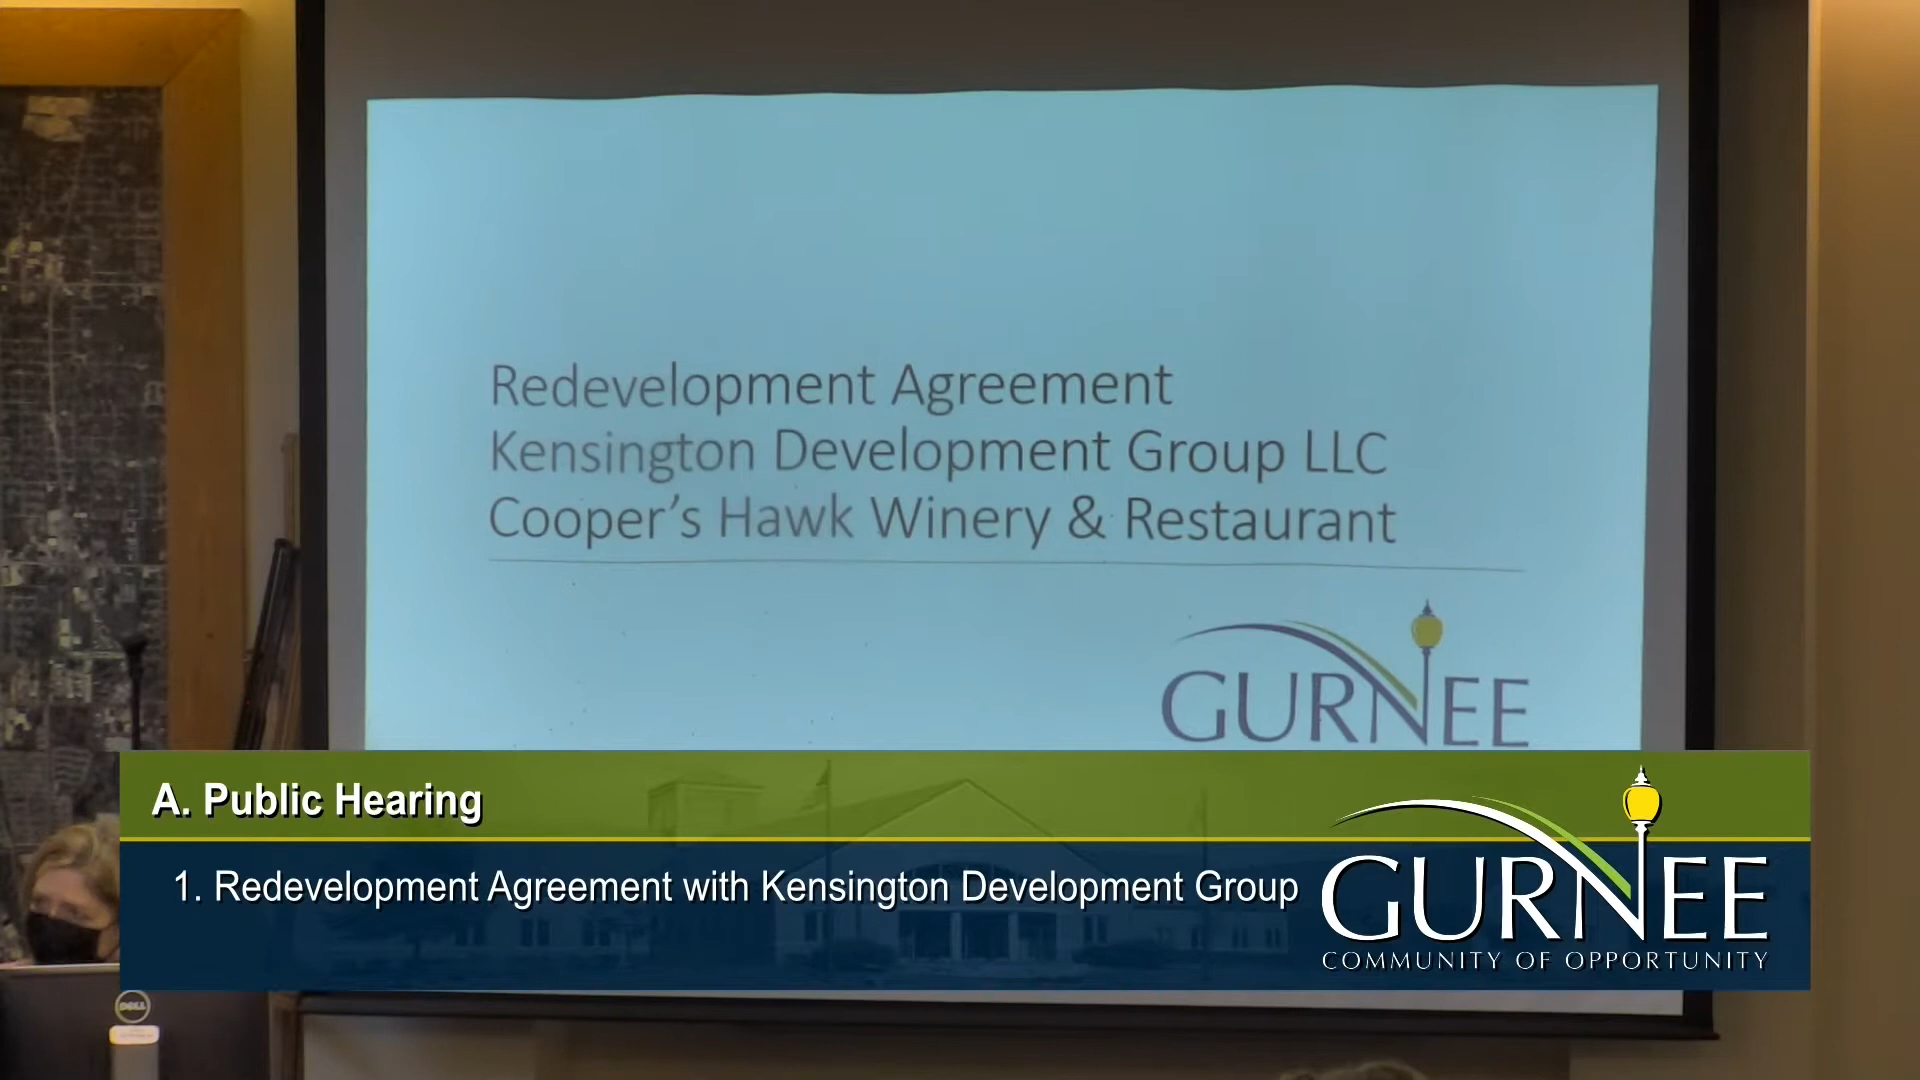 Redevelopment Agreement
Kensington Development Group LLC
Cooper's Hawk Winery & Restaurant
GURNEE
A. Public Hearing
1. Redevelopment Agreement with Kensington Development Group
GURNEE
COMMUNITY OF OPPORTUNITY
DELL